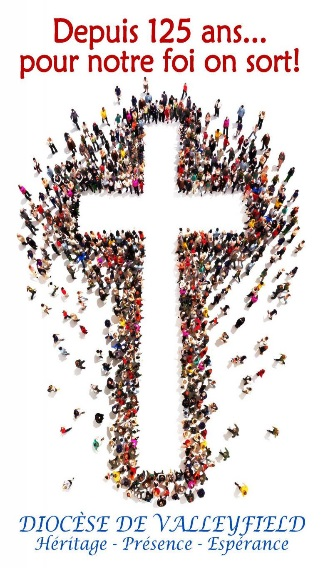 Depuis 125 ans...
pour notre foi on sort!
DIOCÈSE DE VALLEYFIELD
Héritage - Présence - Espérance